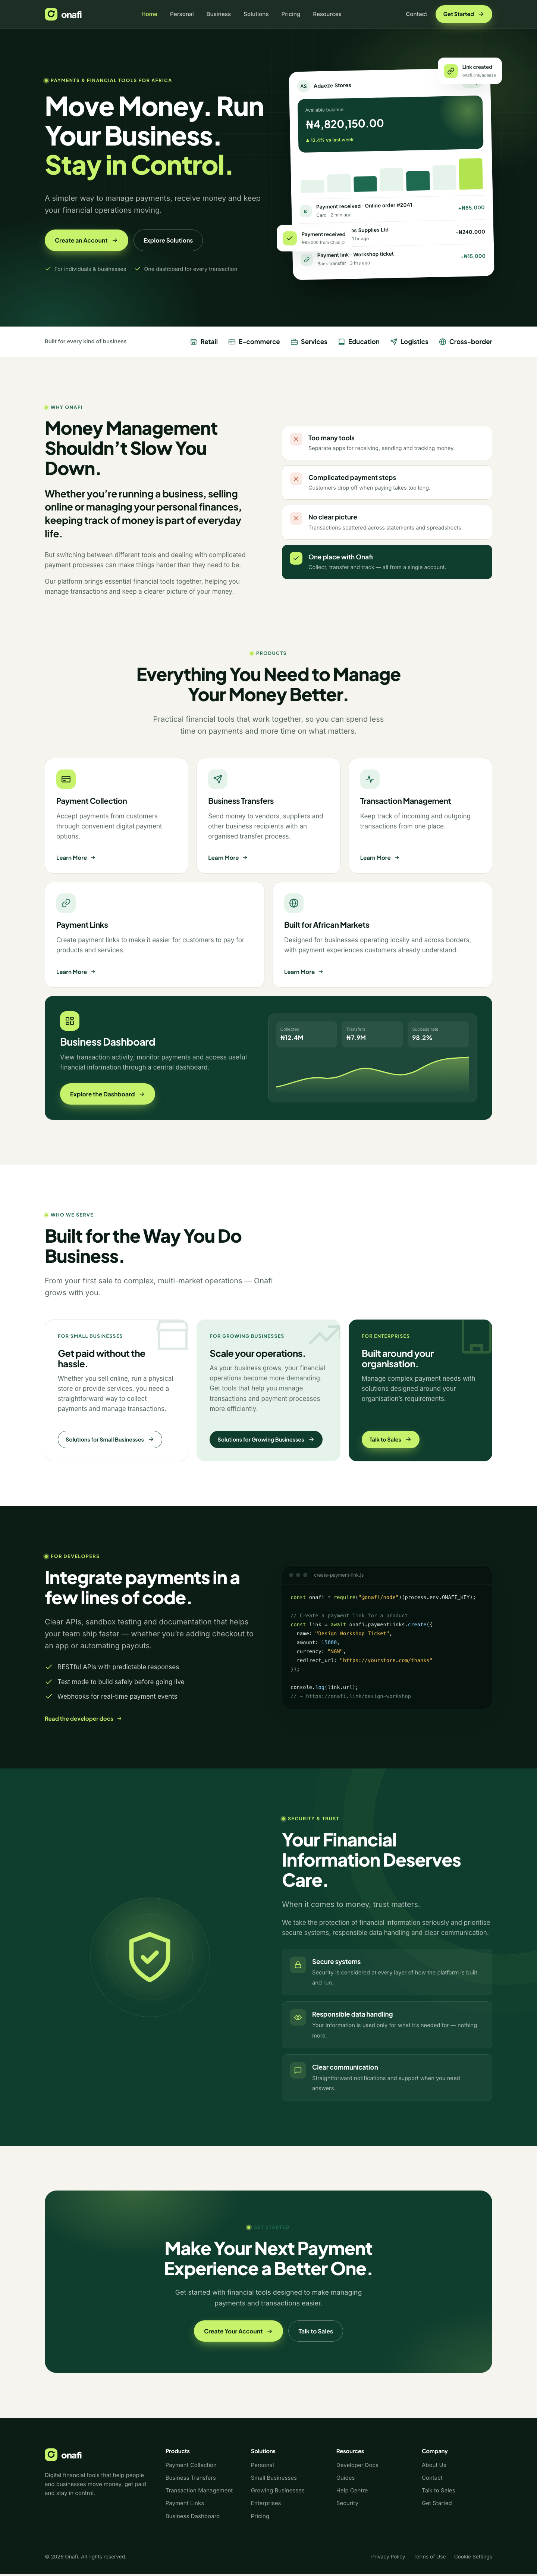 onafi
Home
Personal
Business
Solutions
Pricing
Resources
Contact
Get Started
PAYMENTS & FINANCIAL TOOLS FOR AFRICA
Move Money. Run
Your Business.
Stay in Control.
A simpler way to manage payments, receive money and keep
your financial operations moving.
Create an Account
Explore Solutions
For individuals & businesses
One dashboard for every transaction
Link created
onafi.link/adaeze
AS
Adaeze Stores
Available balance
₦4,820,150.00
▲ 12.4% vs last week
Payment received · Online order #2041
Card · 2 min ago
+₦85,000
Payment received
₦85,000 from Chidi O.
os Supplies Ltd
1 hr ago
−₦240,000
Payment link · Workshop ticket
Bank transfer · 3 hrs ago
+₦15,000
Built for every kind of business
Retail
E-commerce
Services
Education
Logistics
Cross-border
WHY ONAFI
Money Management
Shouldn’t Slow You
Down.
Whether you’re running a business, selling
online or managing your personal finances,
keeping track of money is part of everyday
life.
But switching between different tools and dealing with complicated
payment processes can make things harder than they need to be.
Our platform brings essential financial tools together, helping you
manage transactions and keep a clearer picture of your money.
Too many tools
Separate apps for receiving, sending and tracking money.
Complicated payment steps
Customers drop off when paying takes too long.
No clear picture
Transactions scattered across statements and spreadsheets.
One place with Onafi
Collect, transfer and track — all from a single account.
PRODUCTS
Everything You Need to Manage
Your Money Better.
Practical financial tools that work together, so you can spend less
time on payments and more time on what matters.
Payment Collection
Accept payments from customers
through convenient digital payment
options.
Learn More
Business Transfers
Send money to vendors, suppliers and
other business recipients with an
organised transfer process.
Learn More
Transaction Management
Keep track of incoming and outgoing
transactions from one place.
Learn More
Payment Links
Create payment links to make it easier for customers to pay for
products and services.
Learn More
Built for African Markets
Designed for businesses operating locally and across borders,
with payment experiences customers already understand.
Learn More
Business Dashboard
View transaction activity, monitor payments and access useful
financial information through a central dashboard.
Explore the Dashboard
Collected
₦12.4M
Transfers
₦7.9M
Success rate
98.2%
WHO WE SERVE
Built for the Way You Do
Business.
From your first sale to complex, multi-market operations — Onafi
grows with you.
FOR SMALL BUSINESSES
Get paid without the
hassle.
Whether you sell online, run a physical
store or provide services, you need a
straightforward way to collect
payments and manage transactions.
Solutions for Small Businesses
FOR GROWING BUSINESSES
Scale your operations.
As your business grows, your financial
operations become more demanding.
Get tools that help you manage
transactions and payment processes
more efficiently.
Solutions for Growing Businesses
FOR ENTERPRISES
Built around your
organisation.
Manage complex payment needs with
solutions designed around your
organisation’s requirements.
Talk to Sales
FOR DEVELOPERS
Integrate payments in a
few lines of code.
Clear APIs, sandbox testing and documentation that helps
your team ship faster — whether you’re adding checkout to
an app or automating payouts.
RESTful APIs with predictable responses
Test mode to build safely before going live
Webhooks for real-time payment events
Read the developer docs
create-payment-link.js
const onafi = require("@onafi/node")(process.env.ONAFI_KEY);
// Create a payment link for a product
const link = await onafi.paymentLinks.create({
name: "Design Workshop Ticket",
amount: 15000,
currency: "NGN",
redirect_url: "https://yourstore.com/thanks"
});
console.log(link.url);
// → https://onafi.link/design-workshop
SECURITY & TRUST
Your Financial
Information Deserves
Care.
When it comes to money, trust matters.
We take the protection of financial information seriously and prioritise
secure systems, responsible data handling and clear communication.
Secure systems
Security is considered at every layer of how the platform is built
and run.
Responsible data handling
Your information is used only for what it’s needed for — nothing
more.
Clear communication
Straightforward notifications and support when you need
answers.
GET STARTED
Make Your Next Payment
Experience a Better One.
Get started with financial tools designed to make managing
payments and transactions easier.
Create Your Account
Talk to Sales
onafi
Digital financial tools that help people
and businesses move money, get paid
and stay in control.
Products
Payment Collection
Business Transfers
Transaction Management
Payment Links
Business Dashboard
Solutions
Personal
Small Businesses
Growing Businesses
Enterprises
Pricing
Resources
Developer Docs
Guides
Help Centre
Security
Company
About Us
Contact
Talk to Sales
Get Started
© 2026 Onafi. All rights reserved.
Privacy Policy
Terms of Use
Cookie Settings